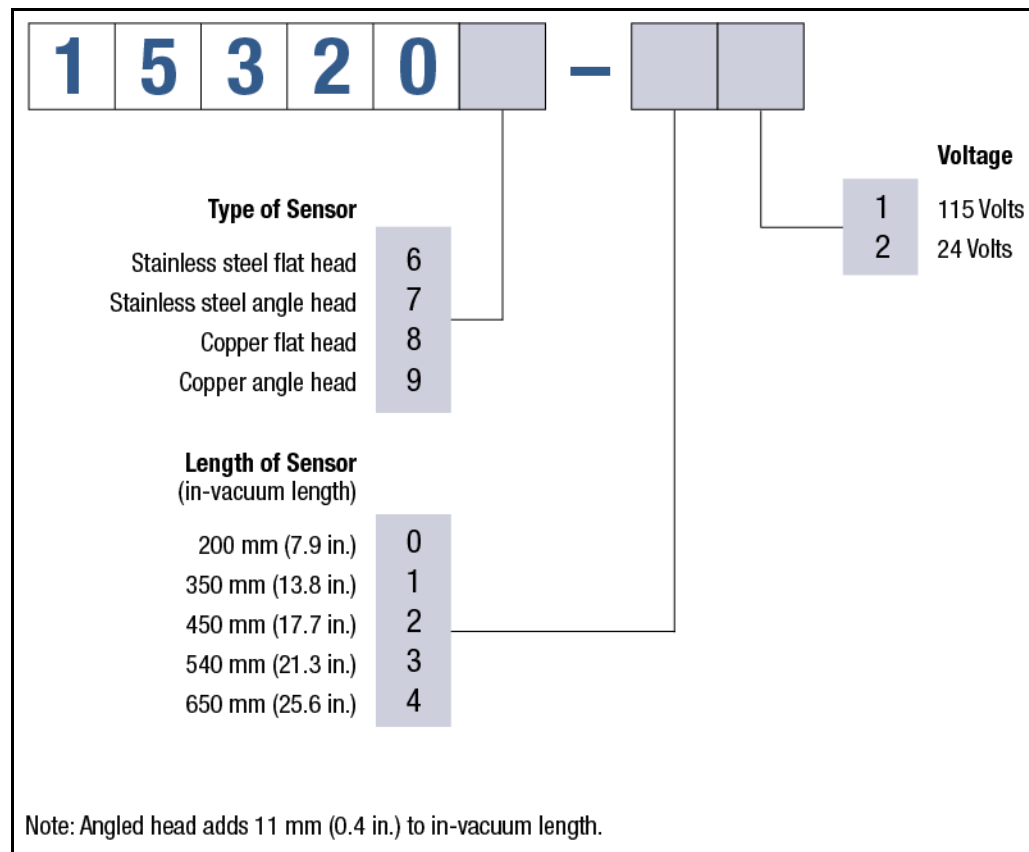 1 5 3 2 0 –
Voltage
1 115 Volts
2 24 Volts
Type of Sensor
Stainless steel flat head 6
Stainless steel angle head 7
Copper flat head 8
Copper angle head 9
Length of Sensor
(in-vacuum length)
200 mm (7.9 in.) 0
350 mm (13.8 in.) 1
450 mm (17.7 in.) 2
540 mm (21.3 in.) 3
650 mm (25.6 in.) 4
Note: Angled head adds 11 mm (0.4 in.) to in-vacuum length.